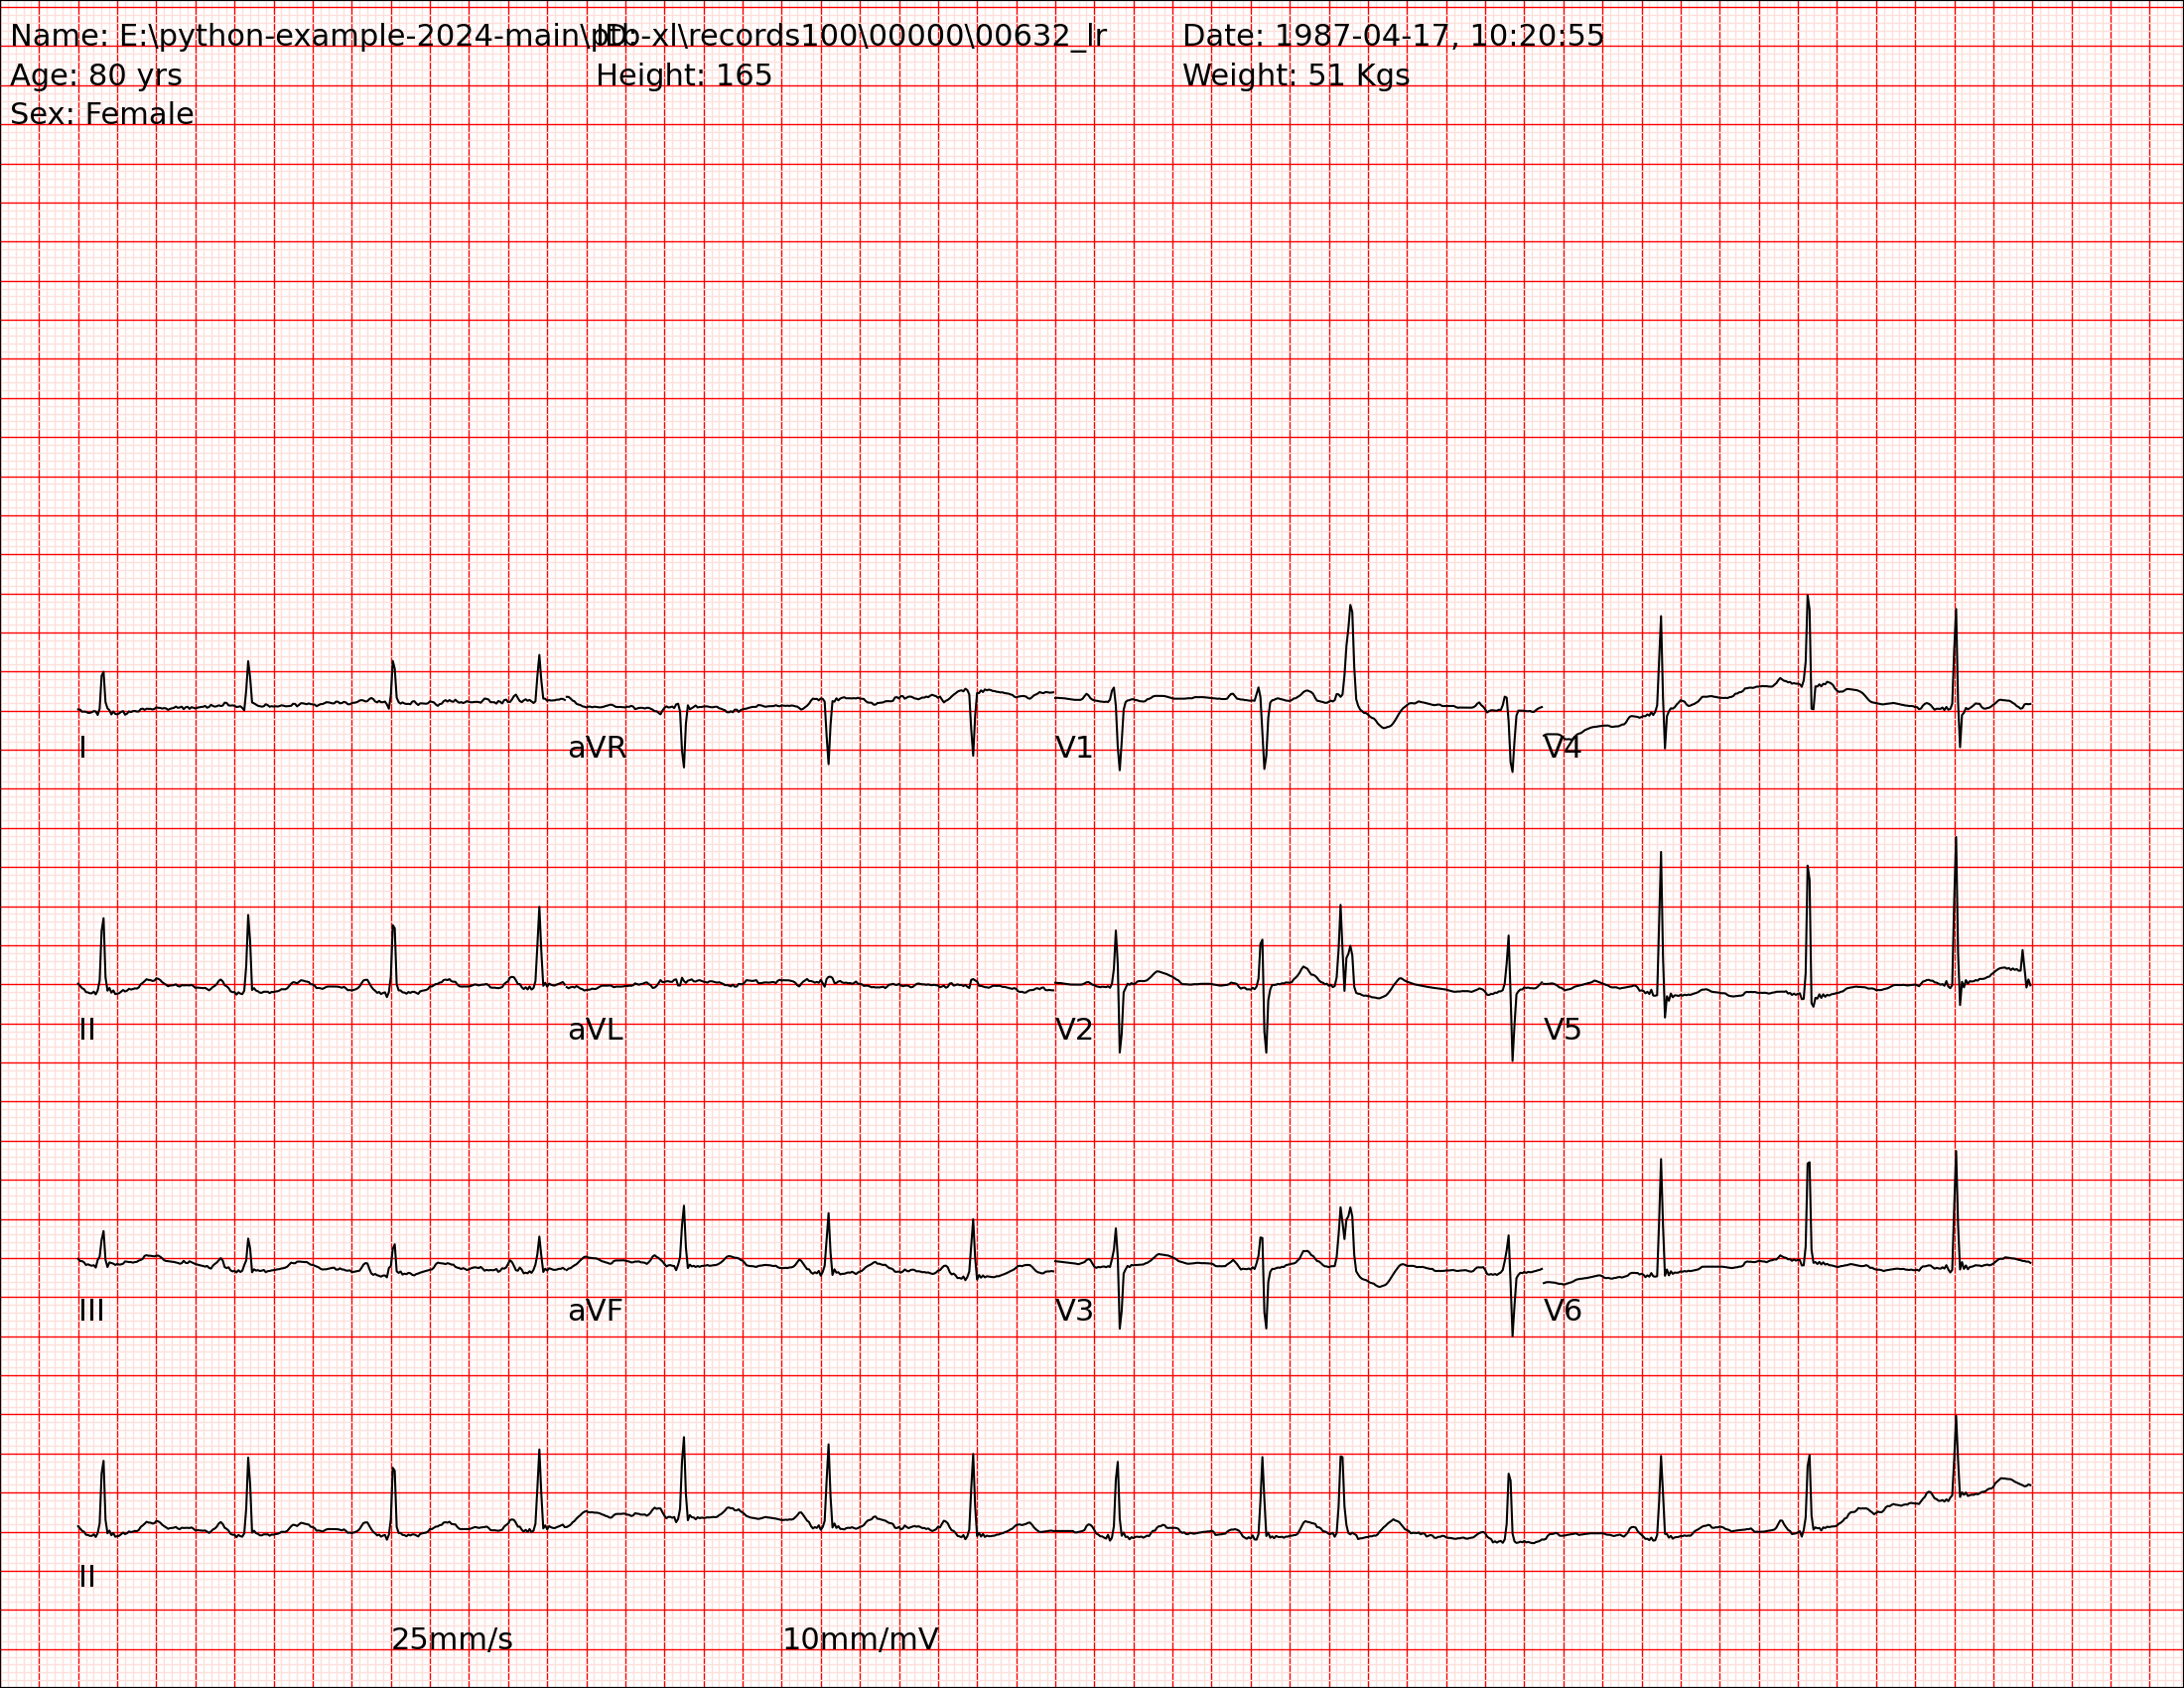 Name: E:\python-example-2024-main\ptb-xl\records100\00000\00632_lr ID: Date: 1987-04-17, 10:20:55
Age: 80 yrs Height: 165 Weight: 51 Kgs
Sex: Female
I aVR V1 V4
II aVL V2 V5
III aVF V3 V6
II
25mm/s 10mm/mV